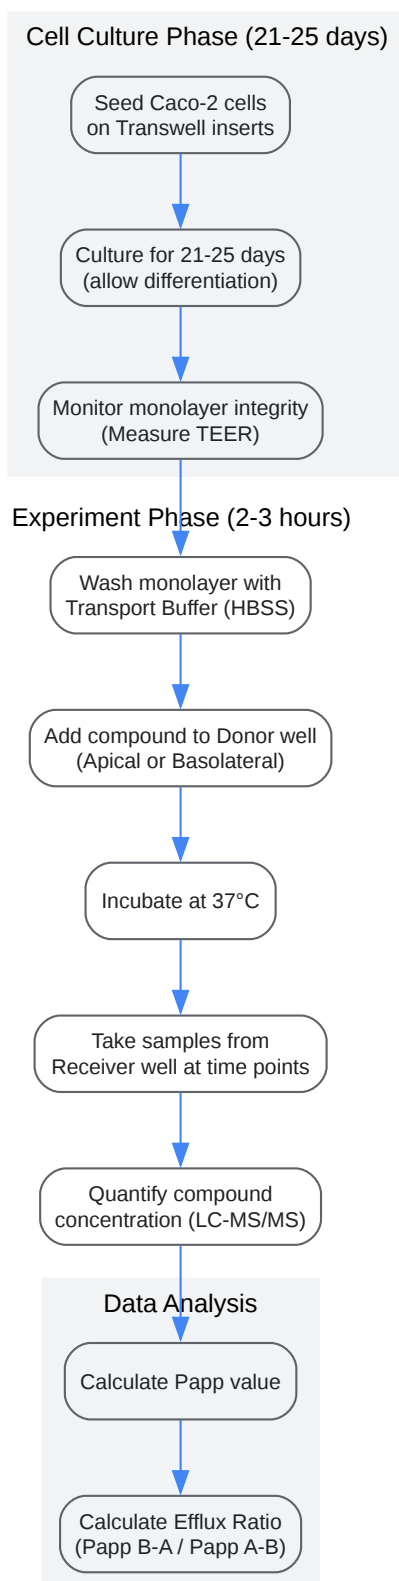 Cell Culture Phase (21-25 days)
Seed Caco-2 cells
on Transwell inserts
Culture for 21-25 days
(allow differentiation)
Monitor monolayer integrity
(Measure TEER)
Experiment Phase (2-3 hours)
Wash monolayer with
Transport Buffer (HBSS)
Add compound to Donor well
(Apical or Basolateral)
Incubate at 37°C
Take samples from
Receiver well at time points
Quantify compound
concentration (LC-MS/MS)
Data Analysis
Calculate Papp value
Calculate Efflux Ratio
(Papp B-A / Papp A-B)